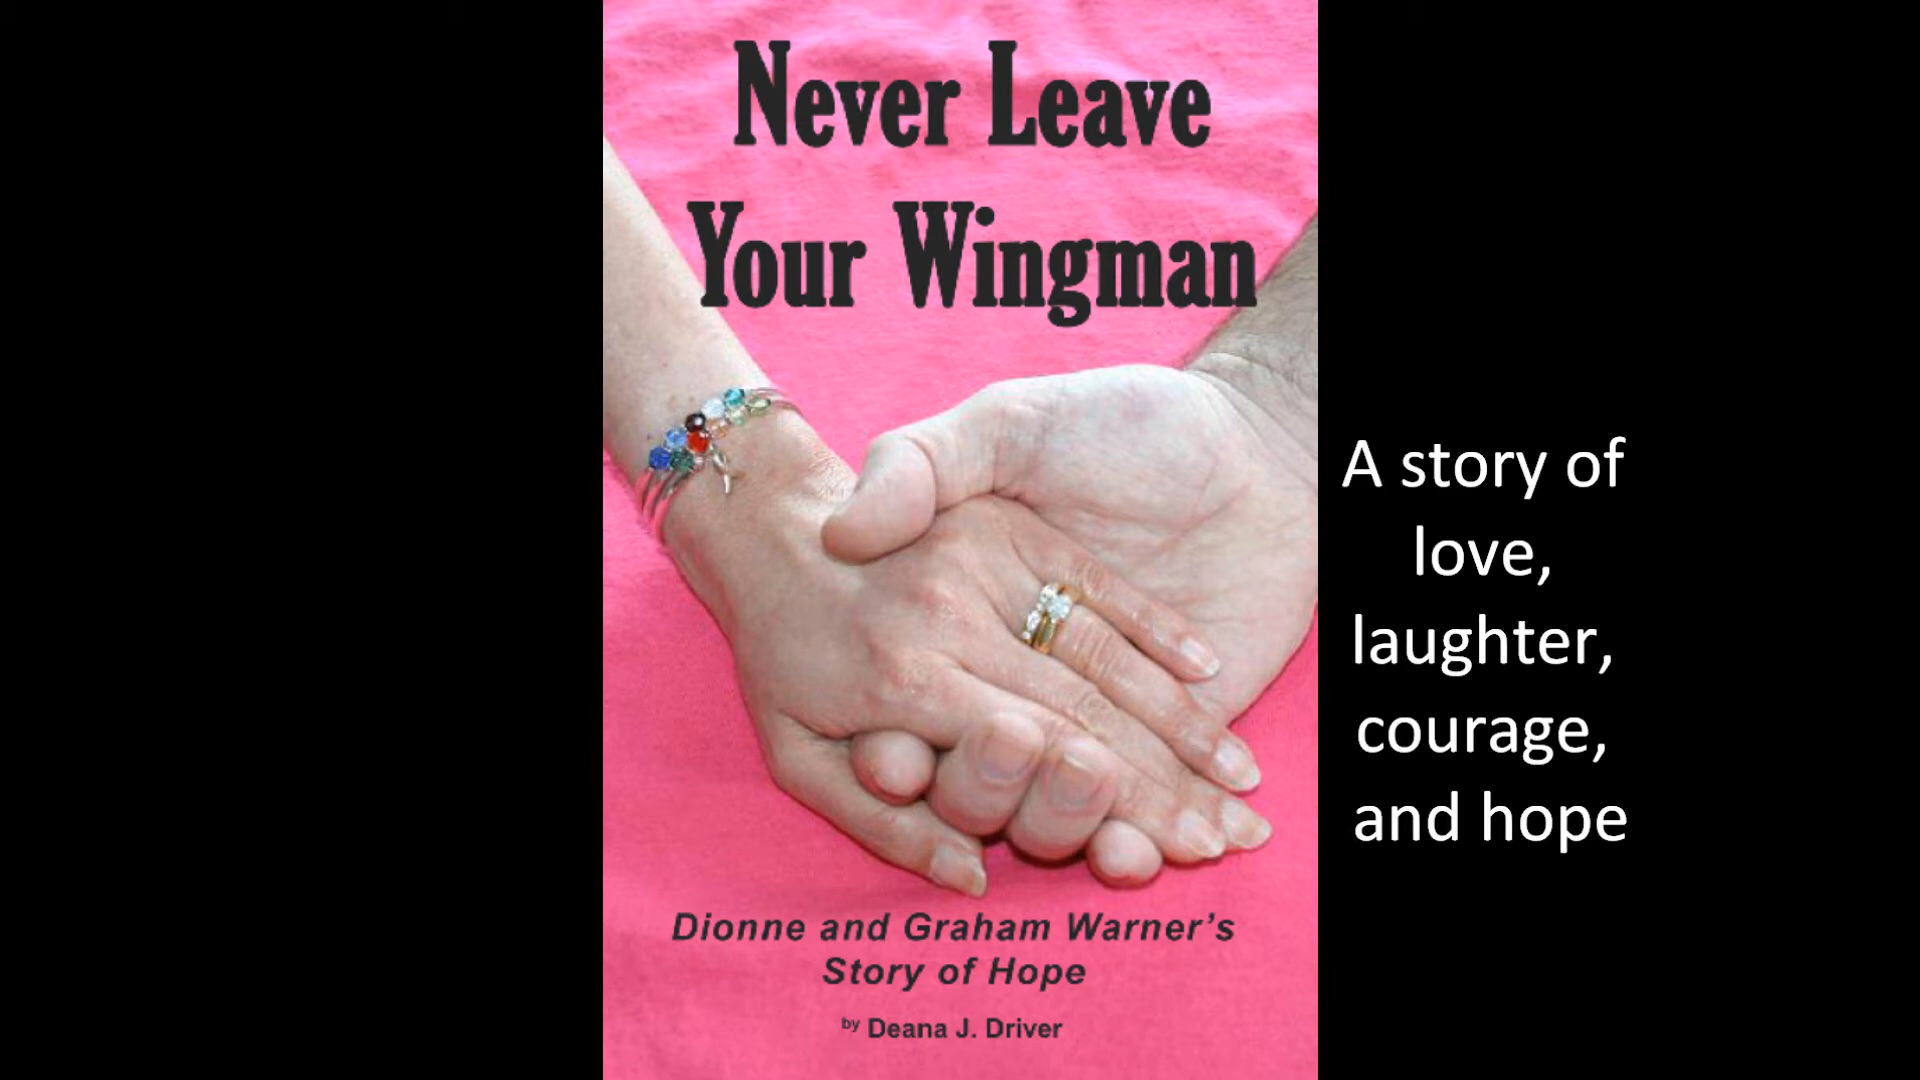 Never Leave
Your Wingman
Dionne and Graham Warner's
Story of Hope
by Deana J. Driver
A story of
love,
laughter,
courage,
and hope